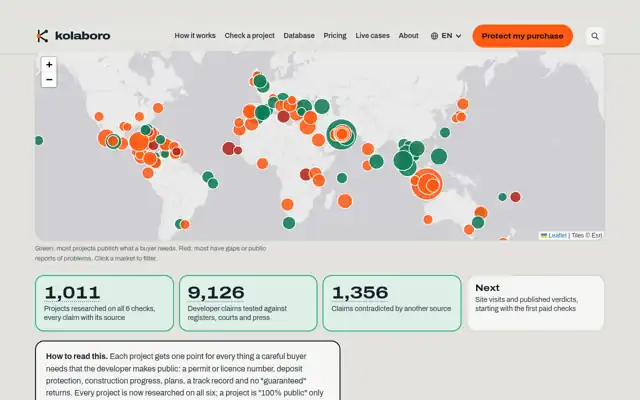 kolaboro
How it works Check a project Database Pricing Live cases About EN Protect my purchase
+
−
Leaflet | Tiles © Esri
Green: most projects publish what a buyer needs. Red: most have gaps or public
reports of problems. Click a market to filter.
1,011
Projects researched on all 6 checks,
every claim with its source
9,126
Developer claims tested against
registers, courts and press
1,356
Claims contradicted by another source
Next
Site visits and published verdicts,
starting with the first paid checks
How to read this. Each project gets one point for every thing a careful buyer
needs that the developer makes public: a permit or licence number, deposit
protection, construction progress, plans, a track record and no "guaranteed"
returns. Every project is now researched on all six; a project is "100% public" only